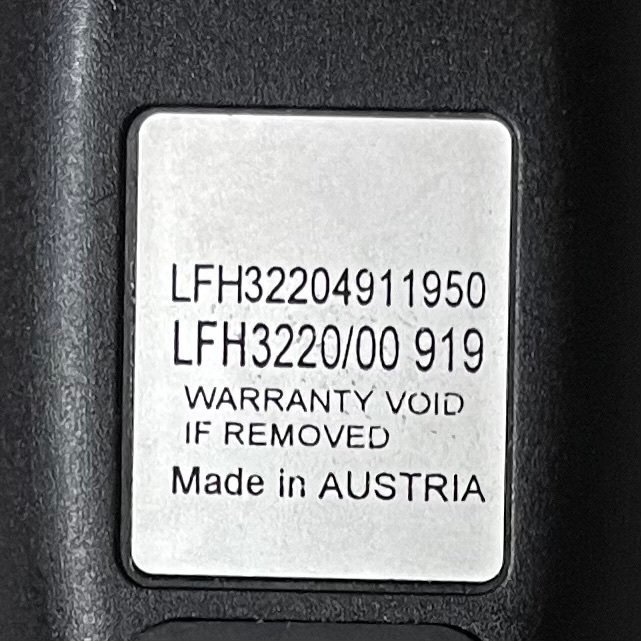 LFH32204911950
LFH3220/00 919
WARRANTY VOID
IF REMOVED
Made in AUSTRIA